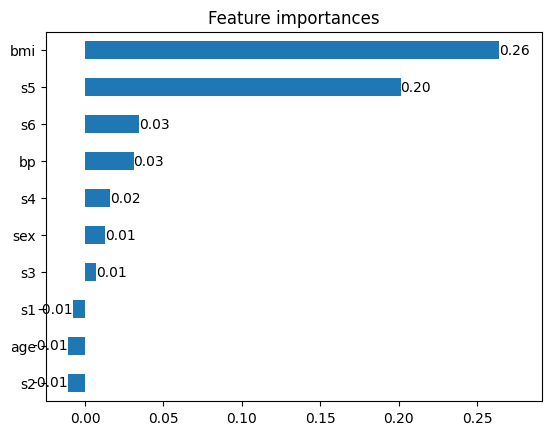 Feature importances
bmi 0.26
s5 0.20
s6 0.03
bp 0.03
s4 0.02
sex 0.01
s3 0.01
s1 -0.01
age -0.01
s2 -0.01
0.00 0.05 0.10 0.15 0.20 0.25